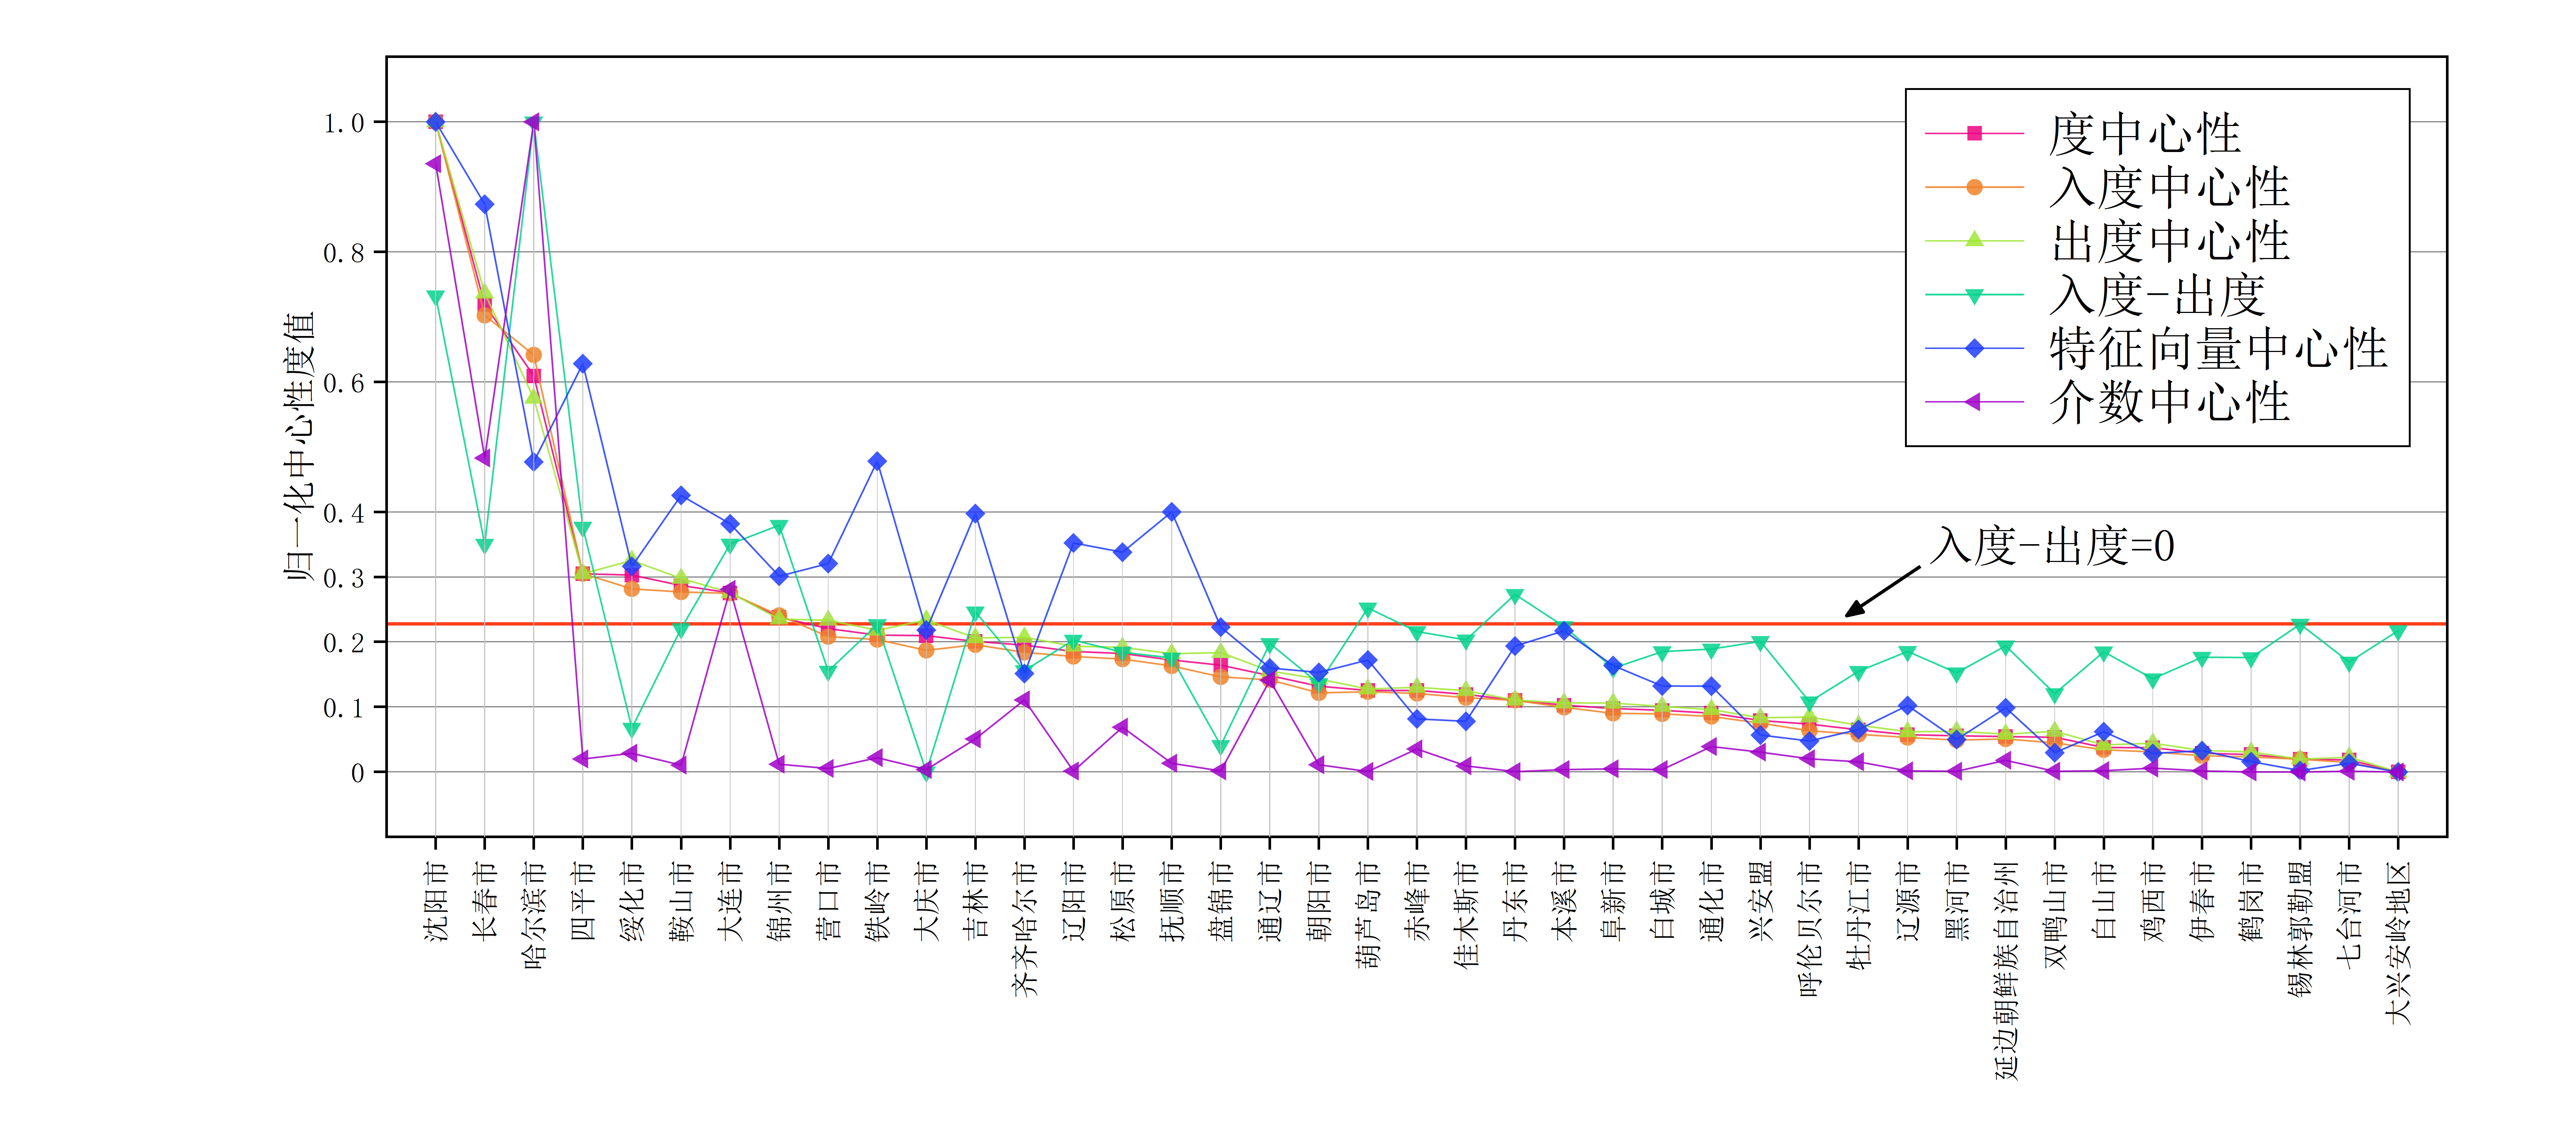 归一化中心性度值
1.0
0.8
0.6
0.4
0.3
0.2
0.1
0
度中心性
入度中心性
出度中心性
入度-出度
特征向量中心性
介数中心性
入度-出度=0
沈阳市
长春市
哈尔滨市
四平市
绥化市
鞍山市
大连市
锦州市
营口市
铁岭市
大庆市
吉林市
齐齐哈尔市
辽阳市
松原市
抚顺市
盘锦市
通辽市
朝阳市
葫芦岛市
赤峰市
佳木斯市
丹东市
本溪市
阜新市
白城市
通化市
兴安盟
呼伦贝尔市
牡丹江市
辽源市
黑河市
延边朝鲜族自治州
双鸭山市
白山市
鸡西市
伊春市
鹤岗市
锡林郭勒盟
七台河市
大兴安岭地区